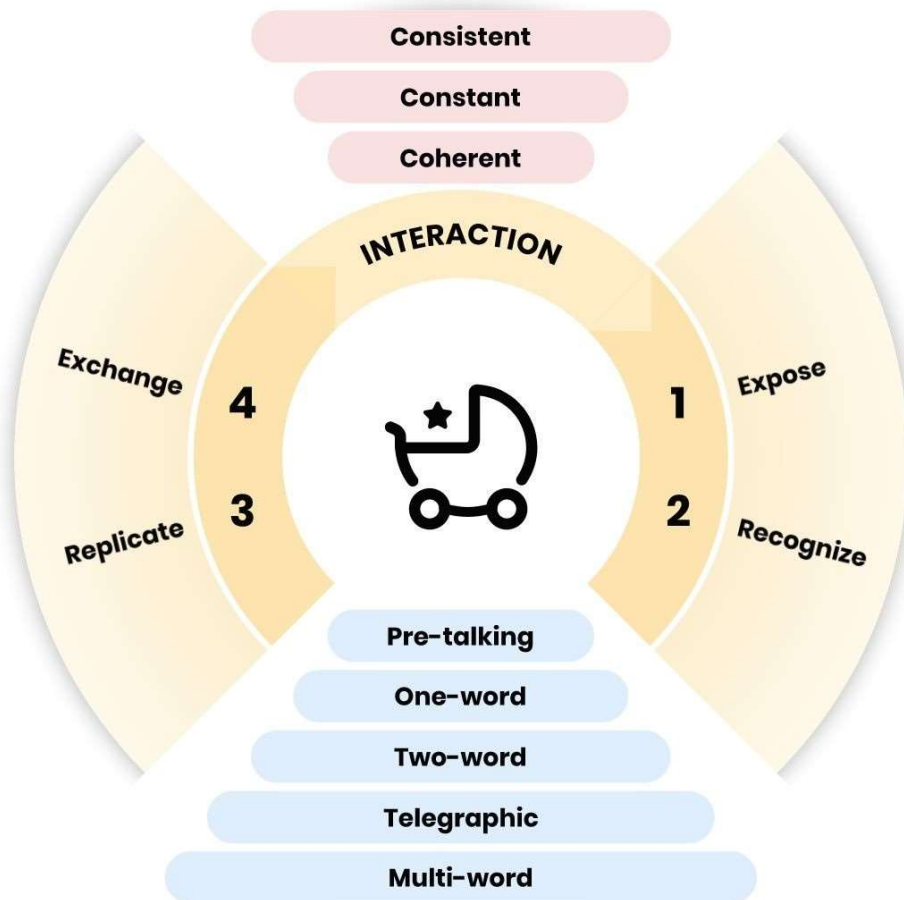 Consistent
Constant
Coherent
INTERACTION
Exchange
4
1
Expose
Replicate
3
2
Recognize
Pre-talking
One-word
Two-word
Telegraphic
Multi-word